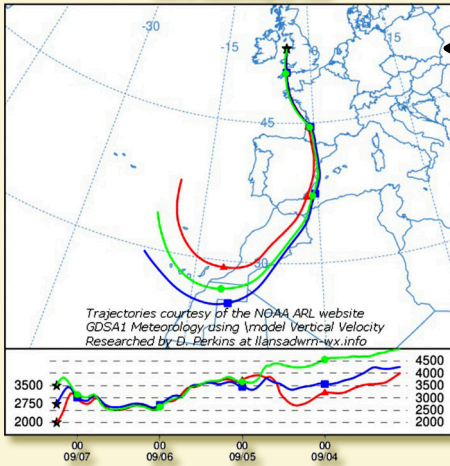 -30
-15
0
15
45
30
Trajectories courtesy of the NOAA ARL website
GDSA1 Meteorology using \model Vertical Velocity
Researched by D. Perkins at llansadwrn-wx.info
4500
3500 4000
3500
2750 3000
2500
2000 2000
00 00 00 00
09/07 09/06 09/05 09/04